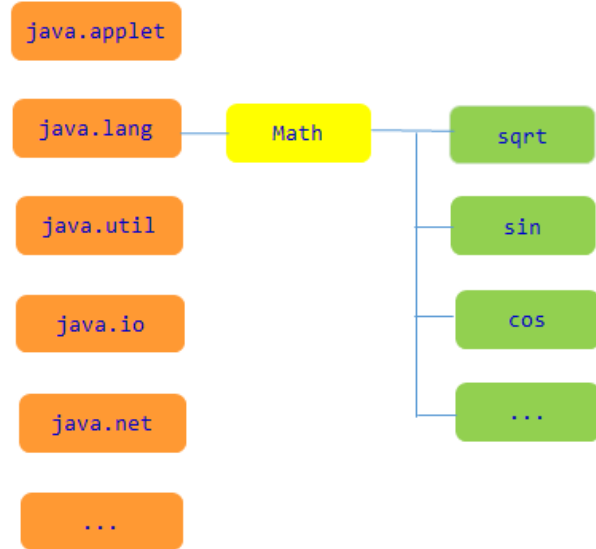 java.applet
java.lang
Math
sqrt
java.util
sin
java.io
cos
java.net
...
...